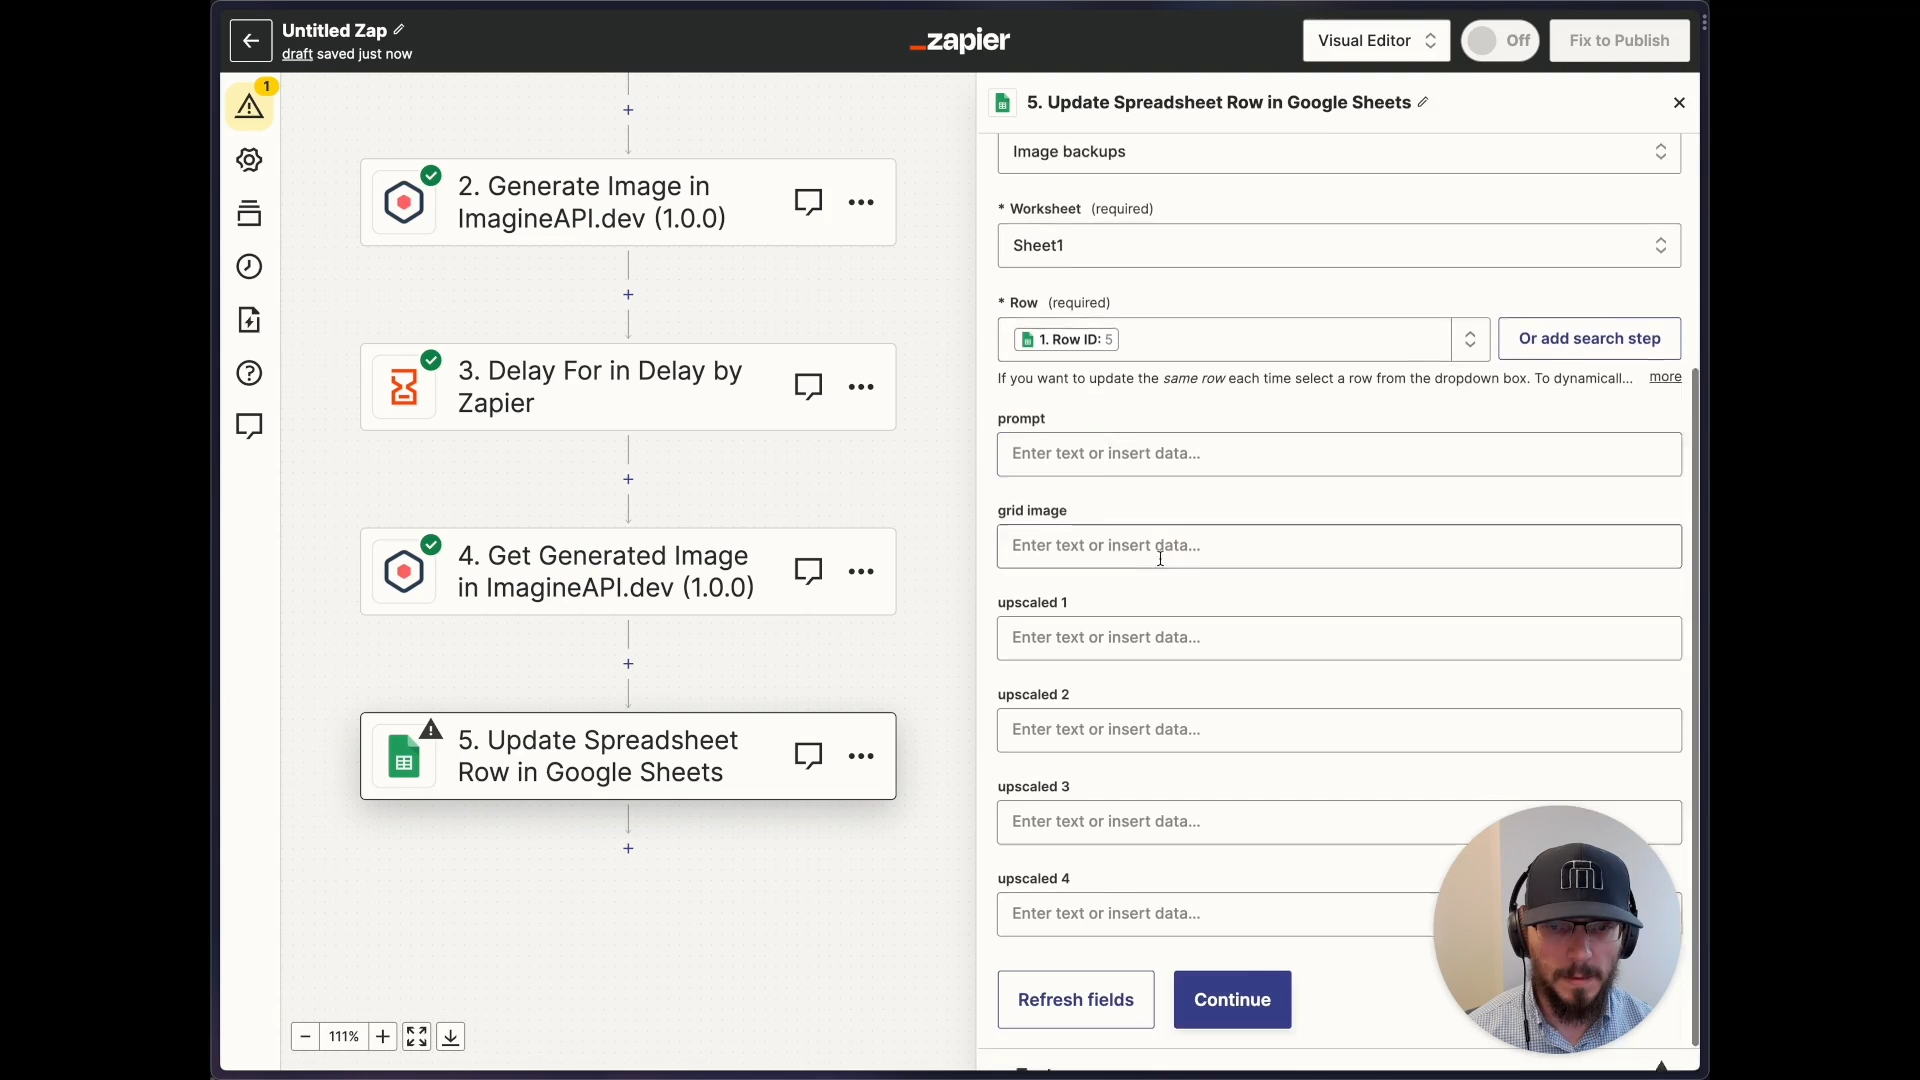 Untitled Zap
draft saved just now
zapier
Visual Editor
Off
Fix to Publish
1
2. Generate Image in
ImagineAPI.dev (1.0.0)
3. Delay For in Delay by
Zapier
4. Get Generated Image
in ImagineAPI.dev (1.0.0)
5. Update Spreadsheet
Row in Google Sheets
111%
5. Update Spreadsheet Row in Google Sheets
Image backups
* Worksheet (required)
Sheet1
* Row (required)
1. Row ID: 5
Or add search step
If you want to update the same row each time select a row from the dropdown box. To dynamicall... more
prompt
Enter text or insert data...
grid image
Enter text or insert data...
upscaled 1
Enter text or insert data...
upscaled 2
Enter text or insert data...
upscaled 3
Enter text or insert data...
upscaled 4
Enter text or insert data...
Refresh fields
Continue